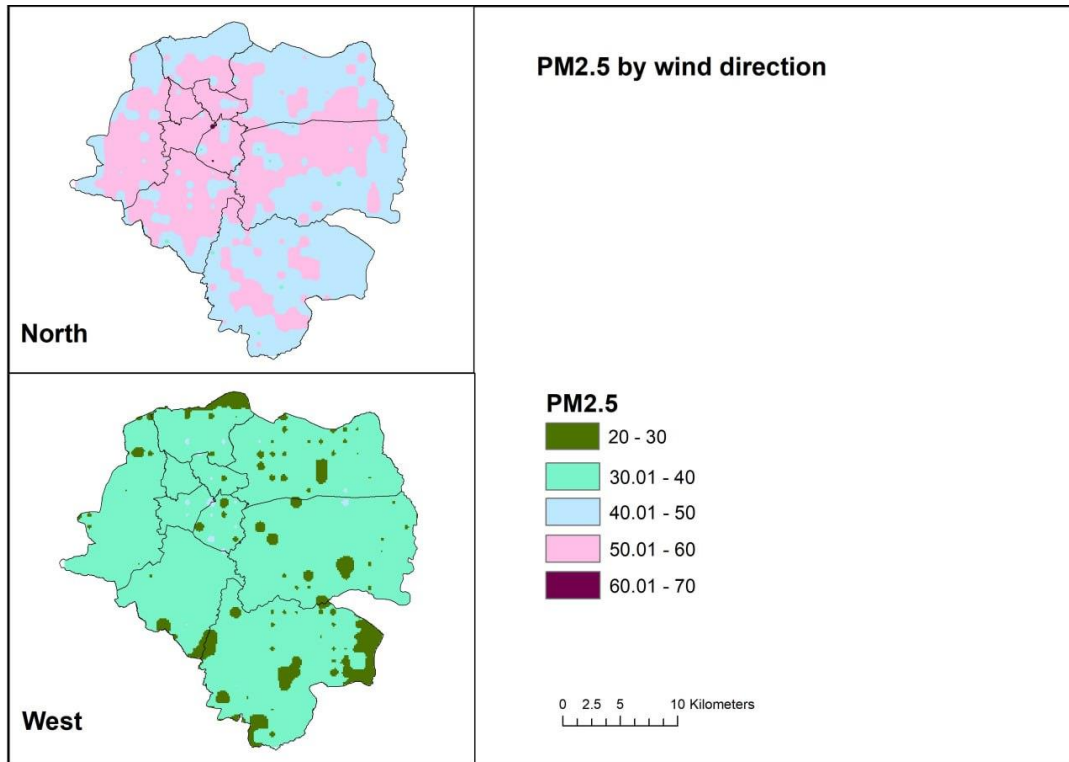 PM2.5 by wind direction
North
PM2.5
20 - 30
30.01 - 40
40.01 - 50
50.01 - 60
60.01 - 70
West
0 2.5 5 10 Kilometers